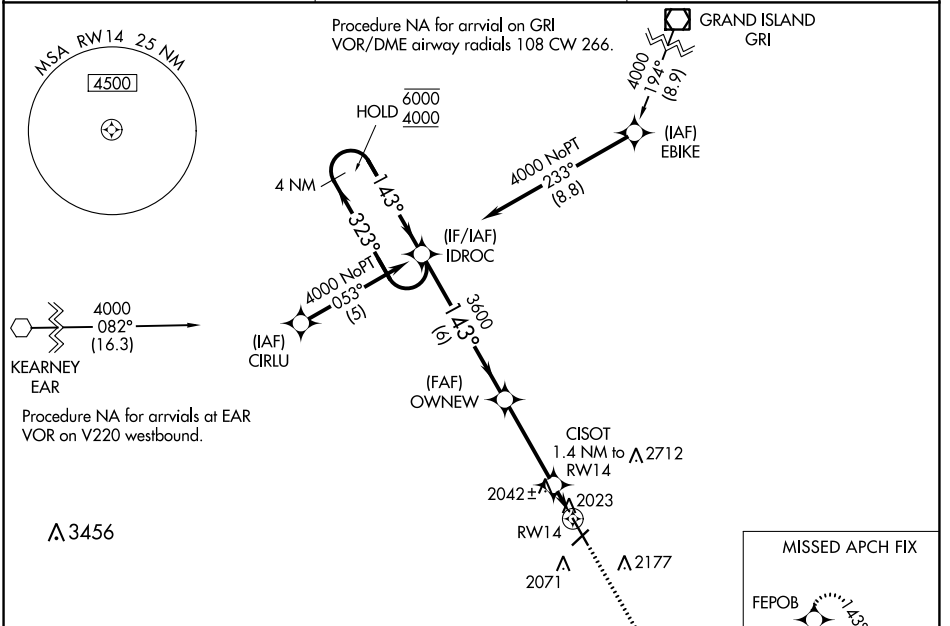 MSA RW14 25 NM
4500
Procedure NA for arrvial on GRI
VOR/DME airway radials 108 CW 266.
GRAND ISLAND
GRI
4000
194°
(8.9)
(IAF)
EBIKE
HOLD
6000
4000
4 NM
143°
323°
4000 NoPT
233°
(8.8)
(IF/IAF)
IDROC
4000 NoPT
053°
(5)
(IAF)
CIRLU
4000
082°
(16.3)
KEARNEY
EAR
Procedure NA for arrvials at EAR
VOR on V220 westbound.
3600
143°
(6)
(FAF)
OWNEW
CISOT
1.4 NM to
RW14
2712
2042±
2023
RW14
2071
2177
3456
MISSED APCH FIX
FEPOB
143°